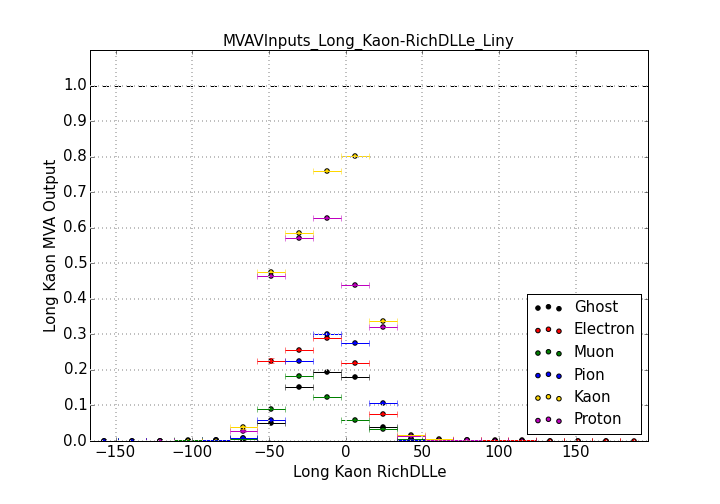 MVAVInputs_Long_Kaon-RichDLLe_Liny
Long Kaon MVA Output
1.0
0.9
0.8
0.7
0.6
0.5
0.4
0.3
0.2
0.1
0.0
−150 −100 −50 0 50 100 150
Long Kaon RichDLLe
Ghost
Electron
Muon
Pion
Kaon
Proton